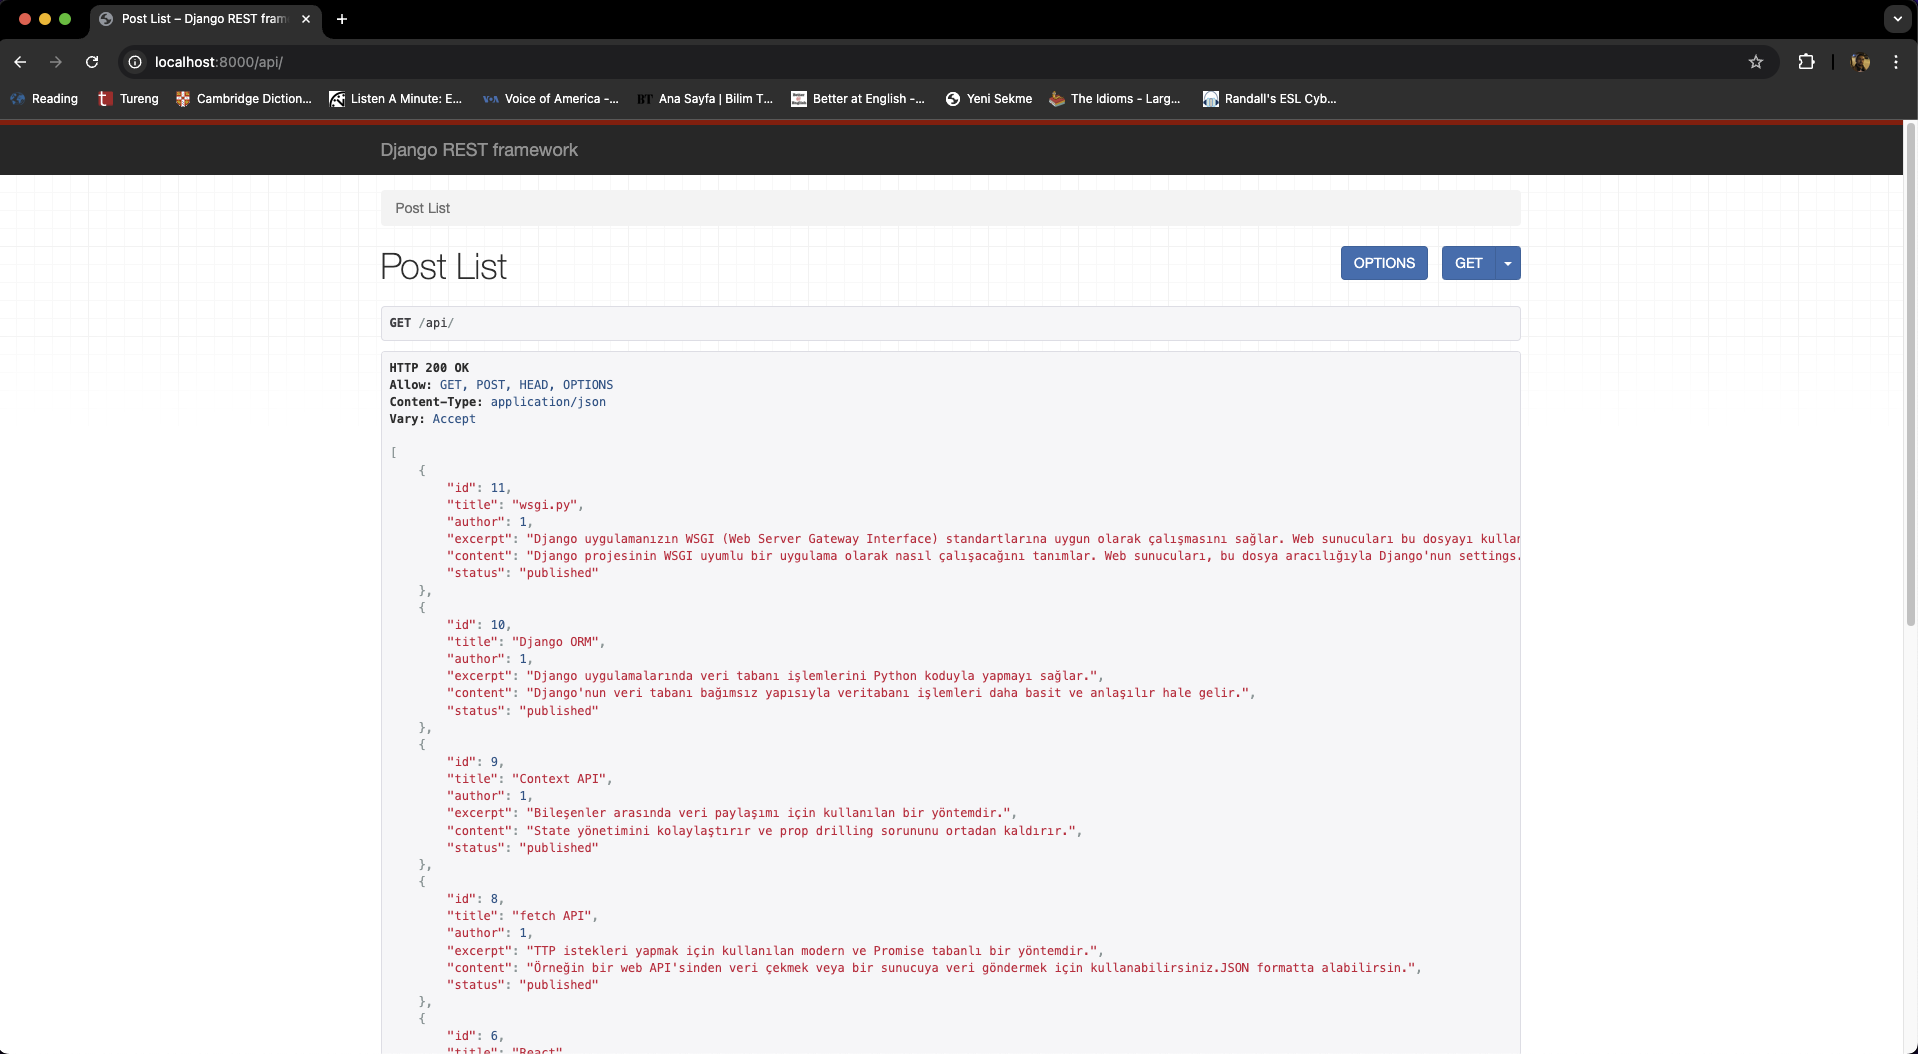 Post List – Django REST fram
localhost:8000/api/
Reading
Tureng
Cambridge Diction...
Listen A Minute: E...
VOA Voice of America -...
BT Ana Sayfa | Bilim T...
Better at English -...
Yeni Sekme
The Idioms - Larg...
Randall's ESL Cyb...
Django REST framework
Post List
Post List
OPTIONS
GET
GET /api/
HTTP 200 OK
Allow: GET, POST, HEAD, OPTIONS
Content-Type: application/json
Vary: Accept
[
    {
        "id": 11,
        "title": "wsgi.py",
        "author": 1,
        "excerpt": "Django uygulamanızın WSGI (Web Server Gateway Interface) standartlarına uygun olarak çalışmasını sağlar. Web sunucuları bu dosyayı kullan
        "content": "Django projesinin WSGI uyumlu bir uygulama olarak nasıl çalışacağını tanımlar. Web sunucuları, bu dosya aracılığıyla Django'nun settings.
        "status": "published"
    },
    {
        "id": 10,
        "title": "Django ORM",
        "author": 1,
        "excerpt": "Django uygulamalarında veri tabanı işlemlerini Python koduyla yapmayı sağlar.",
        "content": "Django'nun veri tabanı bağımsız yapısıyla veritabanı işlemleri daha basit ve anlaşılır hale gelir.",
        "status": "published"
    },
    {
        "id": 9,
        "title": "Context API",
        "author": 1,
        "excerpt": "Bileşenler arasında veri paylaşımı için kullanılan bir yöntemdir.",
        "content": "State yönetimini kolaylaştırır ve prop drilling sorununu ortadan kaldırır.",
        "status": "published"
    },
    {
        "id": 8,
        "title": "fetch API",
        "author": 1,
        "excerpt": "TTP istekleri yapmak için kullanılan modern ve Promise tabanlı bir yöntemdir.",
        "content": "Örneğin bir web API'sinden veri çekmek veya bir sunucuya veri göndermek için kullanabilirsiniz.JSON formatta alabilirsin.",
        "status": "published"
    },
    {
        "id": 6,
        "title": "React"